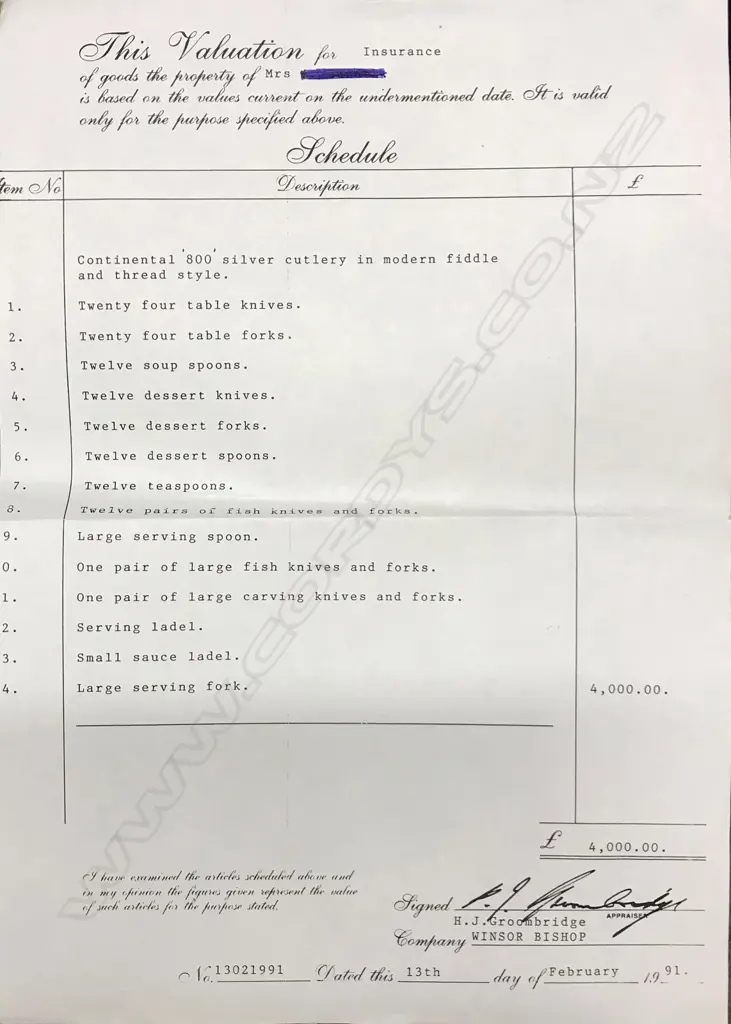 This Valuation for Insurance
of goods the property of Mrs
is based on the values current on the undermentioned date. It is valid
only for the purpose specified above.
Schedule
Item No Description £
Continental '800' silver cutlery in modern fiddle
and thread style.
1. Twenty four table knives.
2. Twenty four table forks.
3. Twelve soup spoons.
4. Twelve dessert knives.
5. Twelve dessert forks.
6. Twelve dessert spoons.
7. Twelve teaspoons.
8. Twelve pairs of fish knives and forks.
9. Large serving spoon.
0. One pair of large fish knives and forks.
1. One pair of large carving knives and forks.
2. Serving ladel.
3. Small sauce ladel.
4. Large serving fork. 4,000.00.
£ 4,000.00.
I have examined the articles scheduled above and
in my opinion the figures given represent the value
of such articles for the purpose stated.
Signed H.J. Groombridge
APPRAISER
H.J.Groombridge
Company WINSOR BISHOP
No. 13021991 Dated this 13th day of February 1991.
WWW.CORDYS.CO.NZ